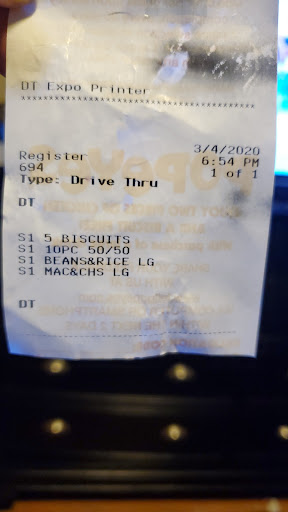 DT Expo Printer
****************************************
3/4/2020
Register 6:54 PM
694 1 of 1
Type: Drive Thru
DT
S1 5 BISCUITS
S1 10PC 50/50
S1 BEANS&RICE LG
S1 MAC&CHS LG
DT